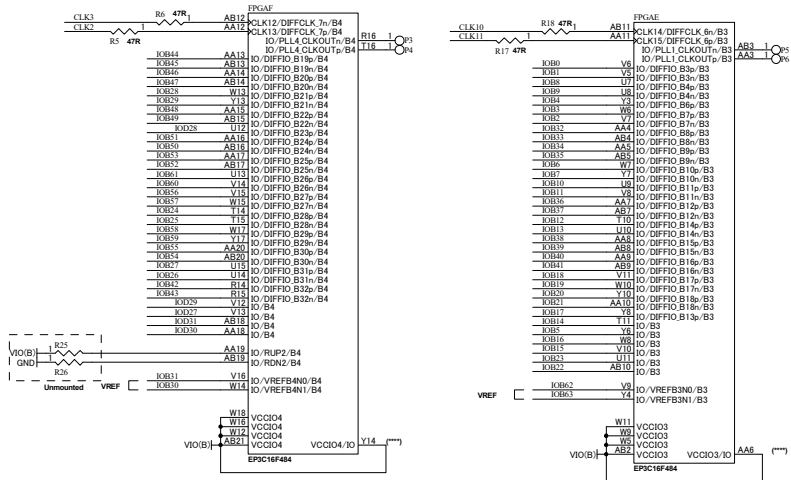 FPGAF
CLK3 1 R6 47R AB12 CLK12/DIFFCLK_7n/B4
CLK2 R5 47R 1 AA12 CLK13/DIFFCLK_7p/B4
IO/PLL4_CLKOUTn/B4 R16 1 P3
IO/PLL4_CLKOUTp/B4 T16 1 P4
IOB44 AA13 IO/DIFFIO_B19p/B4
IOB45 AB13 IO/DIFFIO_B19n/B4
IOB46 AA14 IO/DIFFIO_B20p/B4
IOB47 AB14 IO/DIFFIO_B20n/B4
IOB28 W13 IO/DIFFIO_B21p/B4
IOB29 Y13 IO/DIFFIO_B21n/B4
IOB48 AA15 IO/DIFFIO_B22p/B4
IOB49 AB15 IO/DIFFIO_B22n/B4
IOD28 U12 IO/DIFFIO_B23p/B4
IOB51 AA16 IO/DIFFIO_B24p/B4
IOB50 AB16 IO/DIFFIO_B24n/B4
IOB53 AA17 IO/DIFFIO_B25p/B4
IOB52 AB17 IO/DIFFIO_B25n/B4
IOB61 U13 IO/DIFFIO_B26p/B4
IOB60 V14 IO/DIFFIO_B26n/B4
IOB56 V15 IO/DIFFIO_B27p/B4
IOB57 W15 IO/DIFFIO_B27n/B4
IOB24 T14 IO/DIFFIO_B28p/B4
IOB25 T15 IO/DIFFIO_B28n/B4
IOB58 W17 IO/DIFFIO_B29p/B4
IOB59 Y17 IO/DIFFIO_B29n/B4
IOB55 AA20 IO/DIFFIO_B30p/B4
IOB54 AB20 IO/DIFFIO_B30n/B4
IOB27 U15 IO/DIFFIO_B31p/B4
IOB26 U14 IO/DIFFIO_B31n/B4
IOB42 R14 IO/DIFFIO_B32p/B4
IOB43 R15 IO/DIFFIO_B32n/B4
IOD29 V12 IO/B4
IOD27 V13 IO/B4
IOD31 AB18 IO/B4
IOD30 AA18 IO/B4
VIO(B) 1 R25 AA19 IO/RUP2/B4
GND 1 R26 AB19 IO/RDN2/B4
Unmounted
VREF
IOB31 V16 IO/VREFB4N0/B4
IOB30 W14 IO/VREFB4N1/B4
W18 VCCIO4
W16 VCCIO4
W12 VCCIO4
VIO(B) AB21 VCCIO4 VCCIO4/IO Y14 (****)
EP3C16F484
FPGAE
CLK10 R18 47R 1 AB11 CLK14/DIFFCLK_6n/B3
CLK11 1 R17 47R AA11 CLK15/DIFFCLK_6p/B3
IO/PLL1_CLKOUTn/B3 AB3 1 P5
IO/PLL1_CLKOUTp/B3 AA3 1 P6
IOB0 V6 IO/DIFFIO_B3p/B3
IOB1 V5 IO/DIFFIO_B3n/B3
IOB8 U7 IO/DIFFIO_B4p/B3
IOB9 U8 IO/DIFFIO_B4n/B3
IOB4 Y3 IO/DIFFIO_B6p/B3
IOB3 W6 IO/DIFFIO_B7p/B3
IOB2 V7 IO/DIFFIO_B7n/B3
IOB32 AA4 IO/DIFFIO_B8p/B3
IOB33 AB4 IO/DIFFIO_B8n/B3
IOB34 AA5 IO/DIFFIO_B9p/B3
IOB35 AB5 IO/DIFFIO_B9n/B3
IOB6 W7 IO/DIFFIO_B10p/B3
IOB7 Y7 IO/DIFFIO_B10n/B3
IOB10 U9 IO/DIFFIO_B11p/B3
IOB11 V8 IO/DIFFIO_B11n/B3
IOB36 AA7 IO/DIFFIO_B12p/B3
IOB37 AB7 IO/DIFFIO_B12n/B3
IOB12 T10 IO/DIFFIO_B14p/B3
IOB13 U10 IO/DIFFIO_B14n/B3
IOB38 AA8 IO/DIFFIO_B15p/B3
IOB39 AB8 IO/DIFFIO_B15n/B3
IOB40 AA9 IO/DIFFIO_B16p/B3
IOB41 AB9 IO/DIFFIO_B16n/B3
IOB18 V11 IO/DIFFIO_B17p/B3
IOB19 W10 IO/DIFFIO_B17n/B3
IOB20 Y10 IO/DIFFIO_B18p/B3
IOB21 AA10 IO/DIFFIO_B18n/B3
IOB17 Y8 IO/DIFFIO_B13p/B3
IOB14 T11 IO/B3
IOB5 Y6 IO/B3
IOB16 W8 IO/B3
IOB15 V10 IO/B3
IOB23 U11 IO/B3
IOB22 AB10 IO/B3
VREF
IOB62 V9 IO/VREFB3N0/B3
IOB63 Y4 IO/VREFB3N1/B3
W11 VCCIO3
W9 VCCIO3
W5 VCCIO3
VIO(B) AB2 VCCIO3 VCCIO3/IO AA6 (****)
EP3C16F484